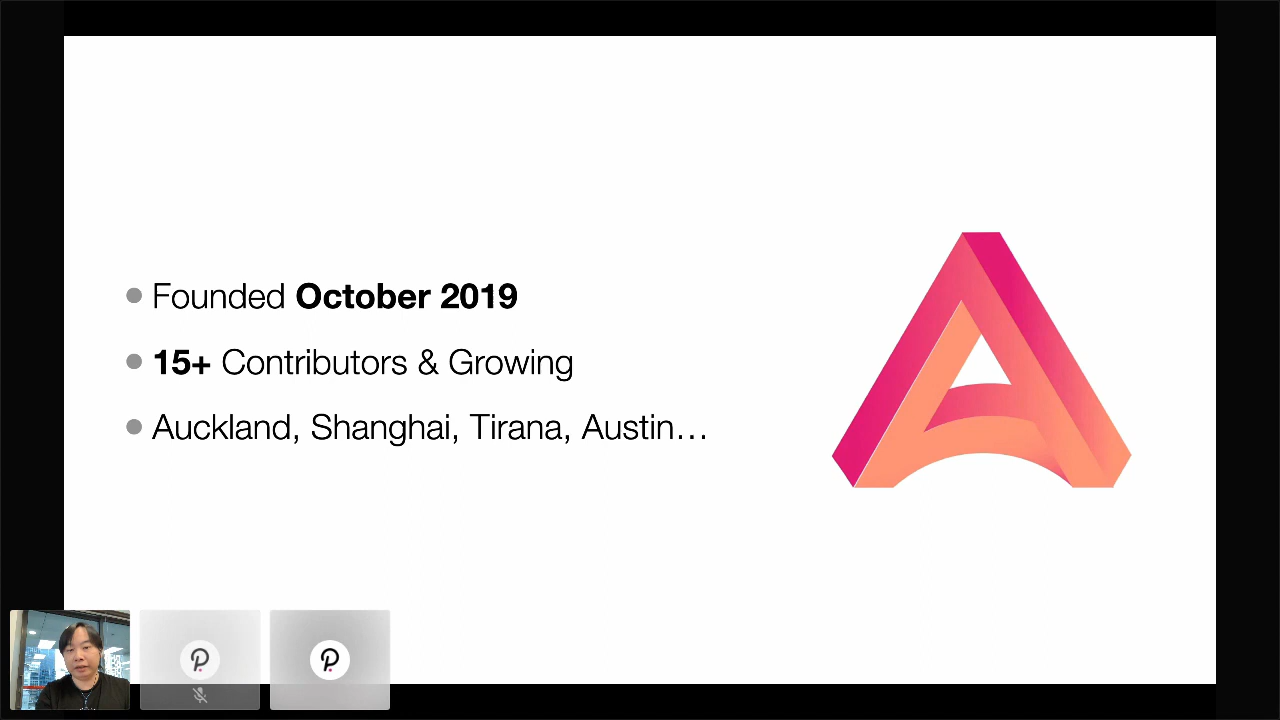 Founded October 2019
15+ Contributors & Growing
Auckland, Shanghai, Tirana, Austin…